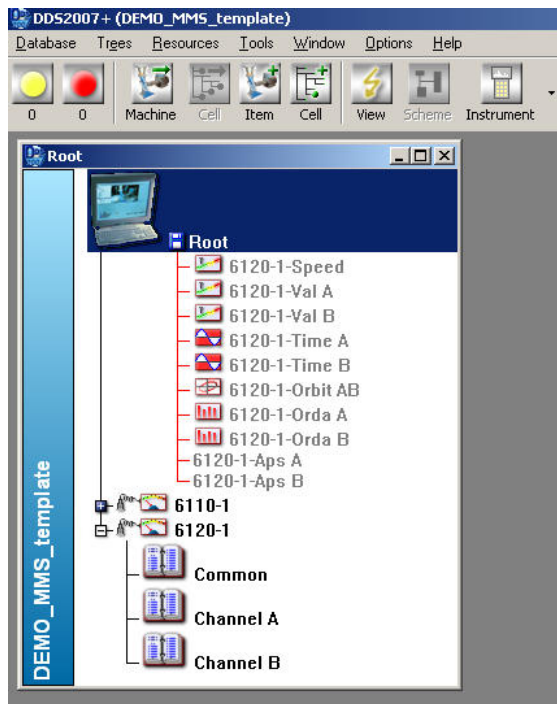 DDS2007+ (DEMO_MMS_template)
Database Trees Resources Tools Window Options Help
0 0 Machine Cell Item Cell View Scheme Instrument
Root
Root
6120-1-Speed
6120-1-Val A
6120-1-Val B
6120-1-Time A
6120-1-Time B
6120-1-Orbit AB
6120-1-Orda A
6120-1-Orda B
6120-1-Aps A
6120-1-Aps B
6110-1
6120-1
Common
Channel A
Channel B
DEMO_MMS_template